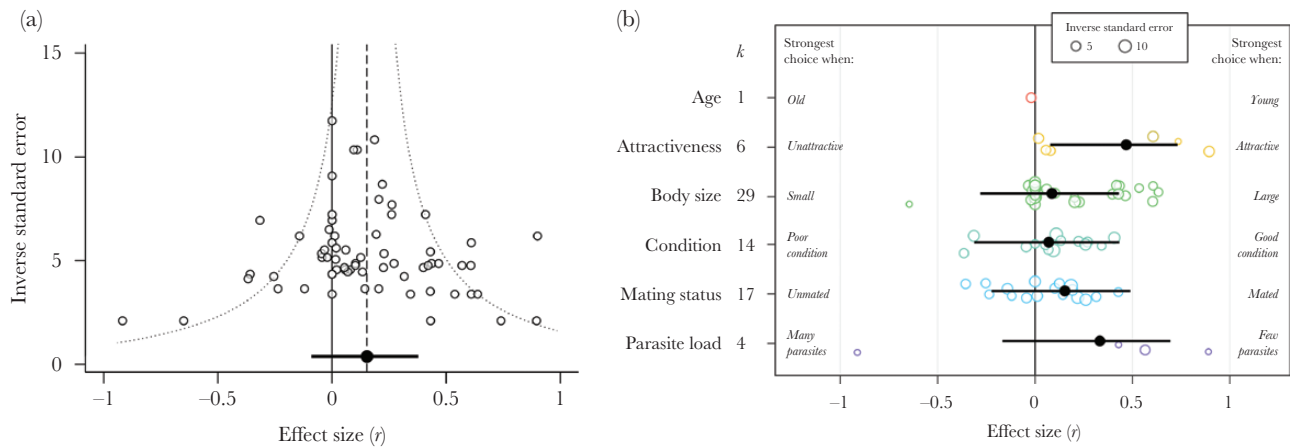 (a)
15
10
5
0
Inverse standard error
−1
−0.5
0
0.5
1
Effect size (r)
(b)
Inverse standard error
5
10
k
Strongest
choice when:
Strongest
choice when:
Age
1
Old
Young
Attractiveness
6
Unattractive
Attractive
Body size
29
Small
Large
Condition
14
Poor
condition
Good
condition
Mating status
17
Unmated
Mated
Parasite load
4
Many
parasites
Few
parasites
−1
−0.5
0
0.5
1
Effect size (r)